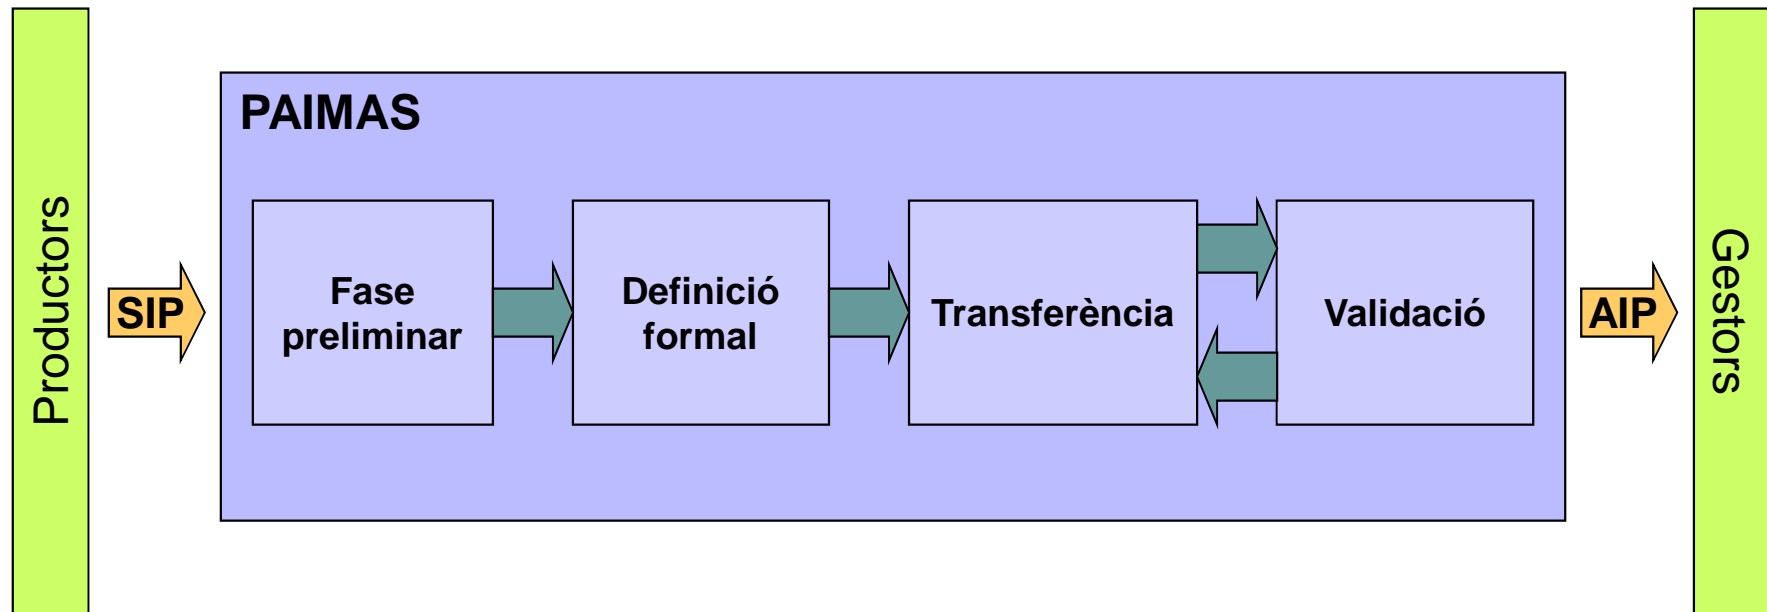 PAIMAS
Productors
SIP
Fase
preliminar
Definició
formal
Transferència
Validació
AIP
Gestors